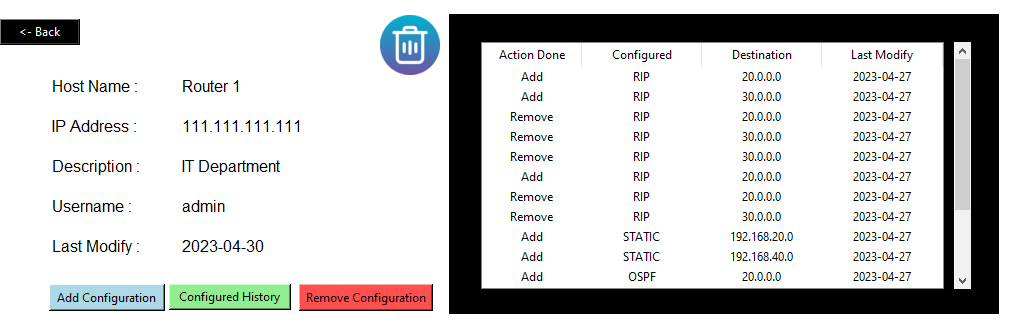 <- Back
Host Name : Router 1
IP Address : 111.111.111.111
Description : IT Department
Username : admin
Last Modify : 2023-04-30
Add Configuration Configured History Remove Configuration
Action Done Configured Destination Last Modify
Add RIP 20.0.0.0 2023-04-27
Add RIP 30.0.0.0 2023-04-27
Remove RIP 20.0.0.0 2023-04-27
Remove RIP 30.0.0.0 2023-04-27
Remove RIP 30.0.0.0 2023-04-27
Add RIP 20.0.0.0 2023-04-27
Remove RIP 20.0.0.0 2023-04-27
Remove RIP 30.0.0.0 2023-04-27
Add STATIC 192.168.20.0 2023-04-27
Add STATIC 192.168.40.0 2023-04-27
Add OSPF 20.0.0.0 2023-04-27